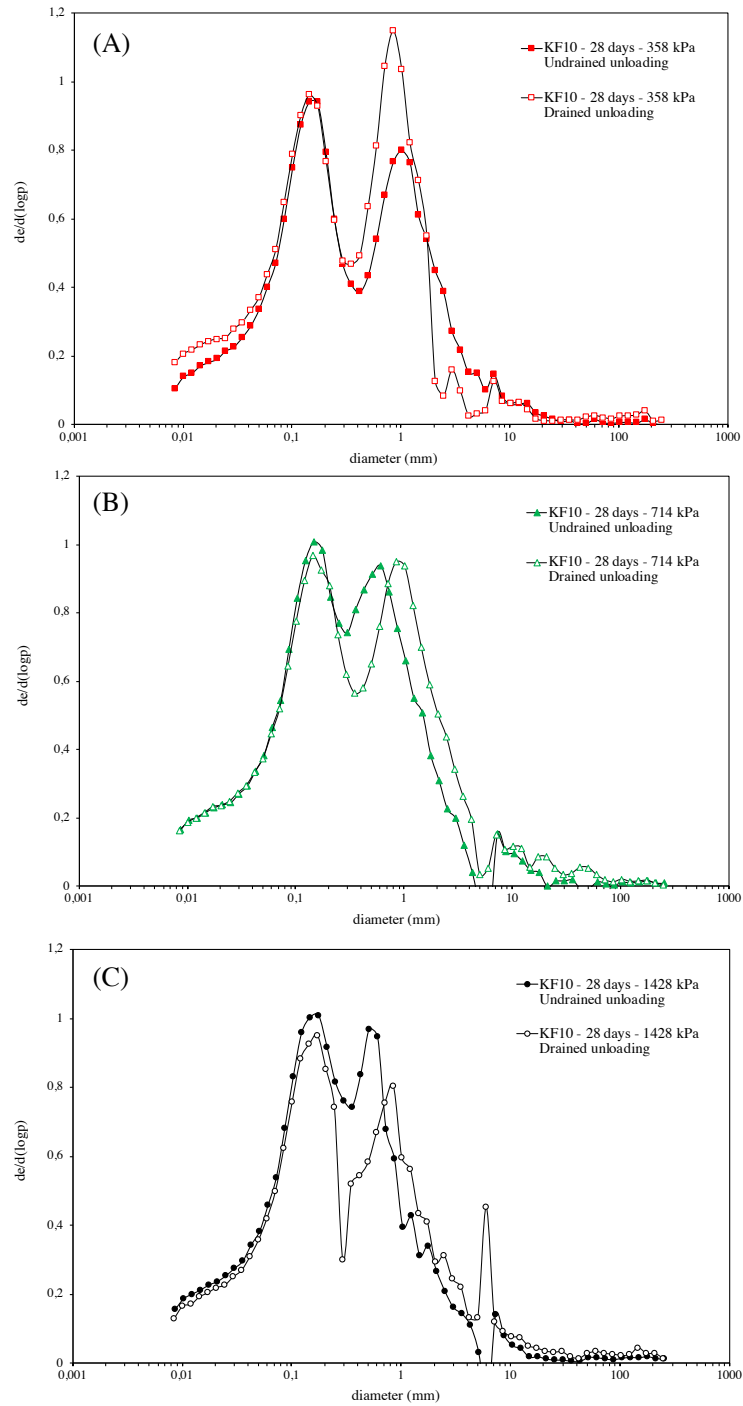 1,2
(A)
KF10 - 28 days - 358 kPa
Undrained unloading
1
KF10 - 28 days - 358 kPa
Drained unloading
0,8
de/d(logp)
0,6
0,4
0,2
0
0,001 0,01 0,1 1 10 100 1000
diameter (mm)
1,2
(B)
KF10 - 28 days - 714 kPa
Undrained unloading
1
KF10 - 28 days - 714 kPa
Drained unloading
0,8
de/d(logp)
0,6
0,4
0,2
0
0,001 0,01 0,1 1 10 100 1000
diameter (mm)
1,2
(C)
KF10 - 28 days - 1428 kPa
Undrained unloading
1
KF10 - 28 days - 1428 kPa
Drained unloading
0,8
de/d(logp)
0,6
0,4
0,2
0
0,001 0,01 0,1 1 10 100 1000
diameter (mm)